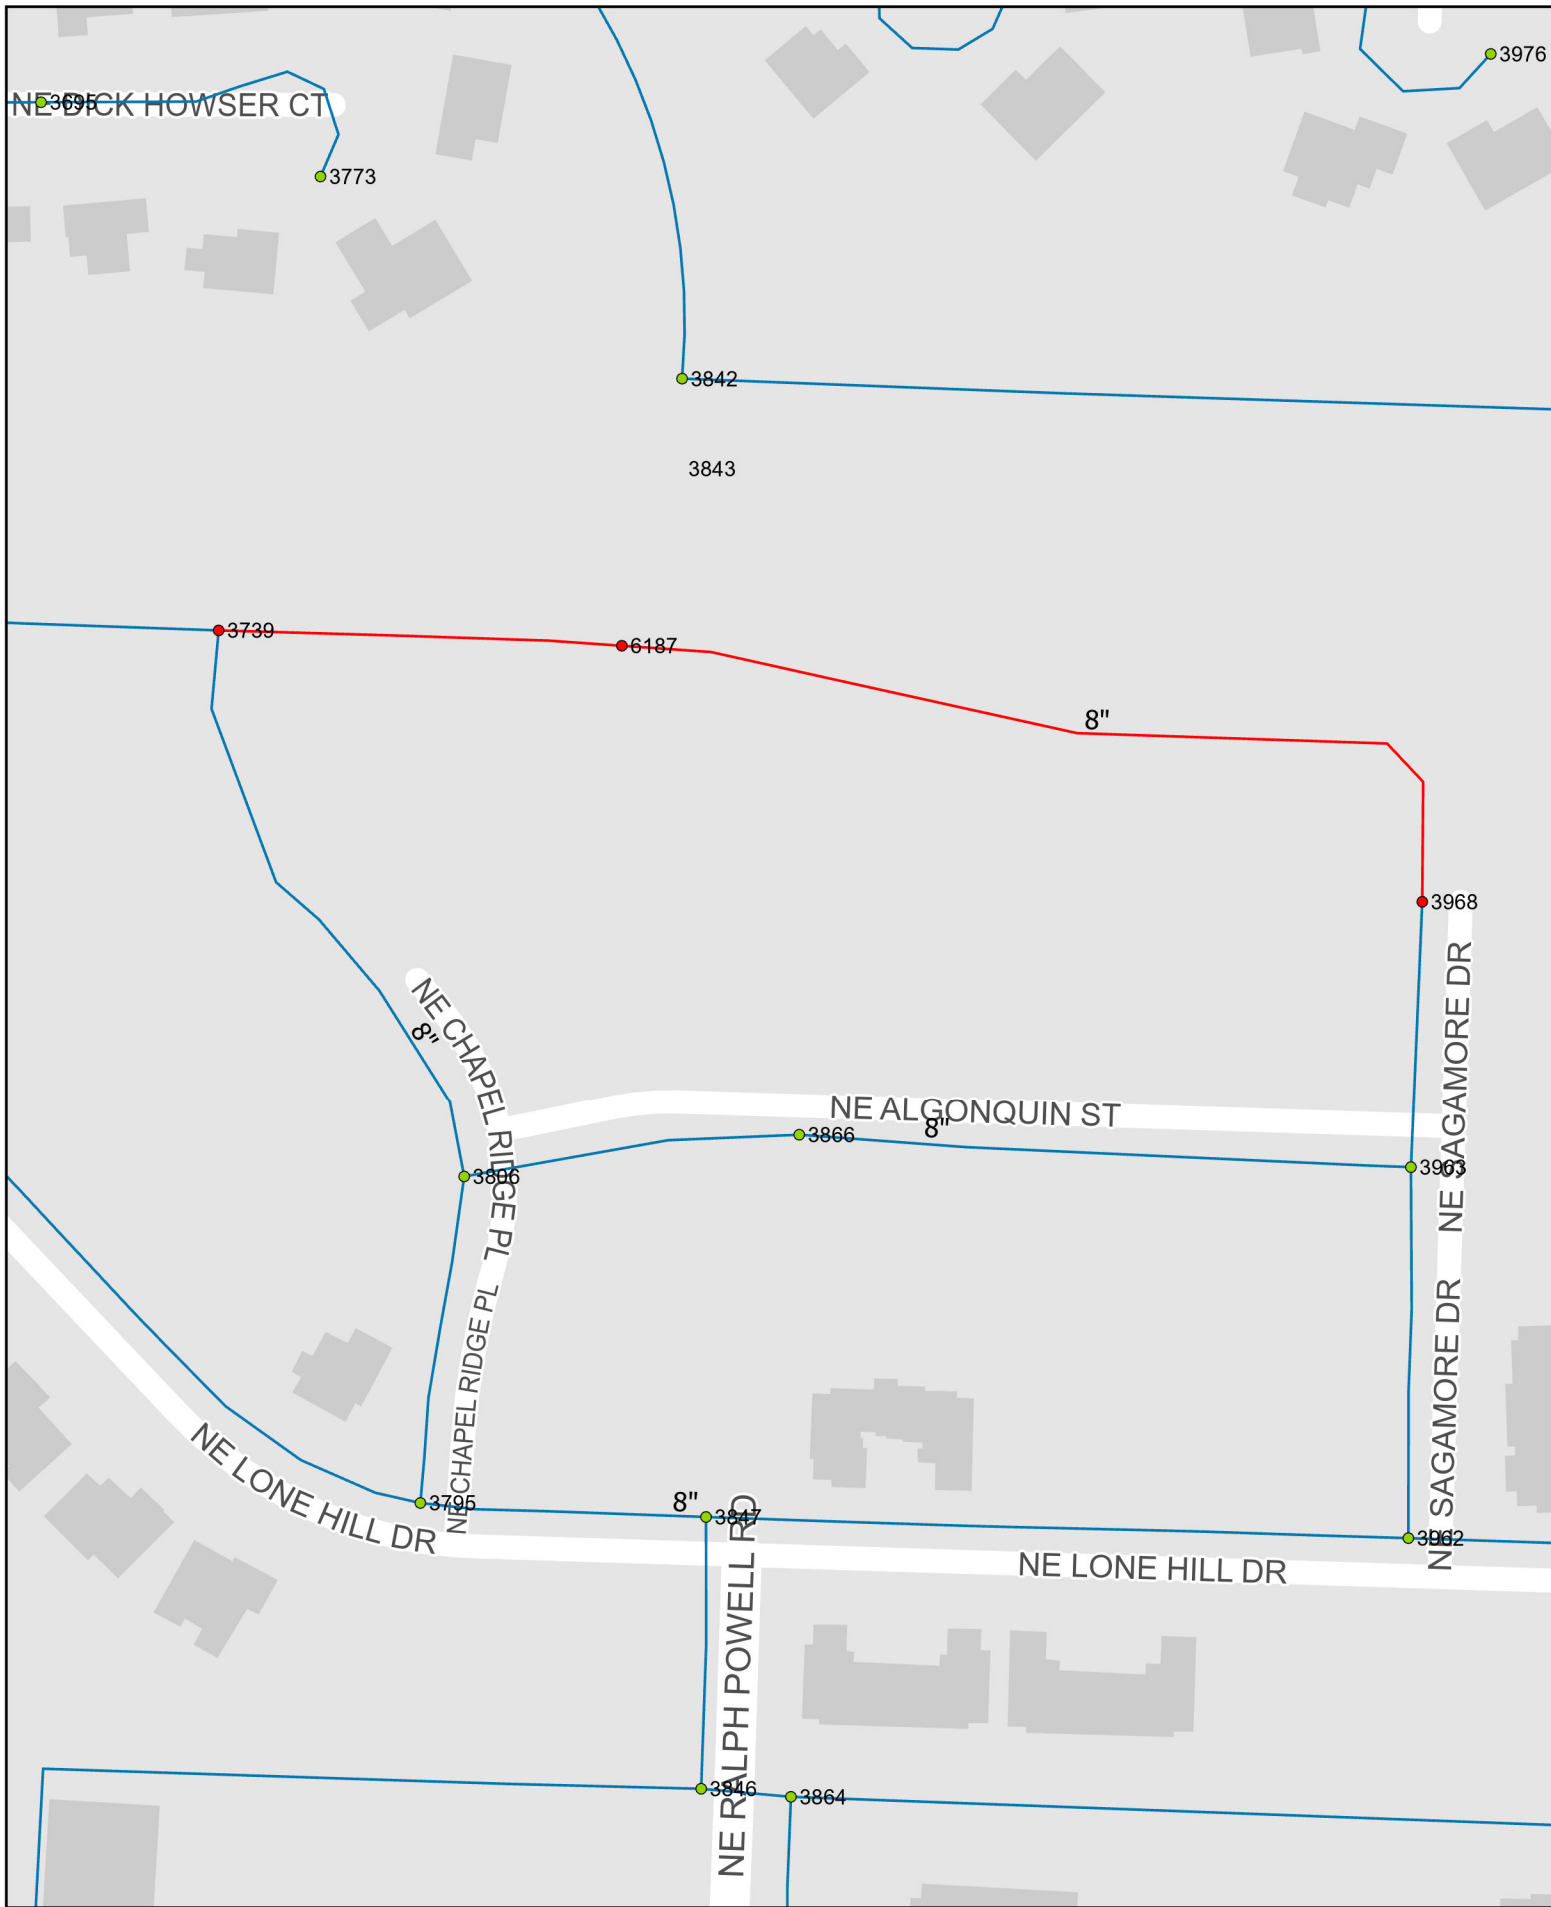 3976
3695
NE DICK HOWSER CT
3773
3842
3843
3739
6187
8"
3968
NE SAGAMORE DR
NE CHAPEL RIDGE PL
8"
NE ALGONQUIN ST
8"
3866
3963
3806
NE CHAPEL RIDGE PL
NE SAGAMORE DR
NE LONE HILL DR
3795
8"
3847
3962
NE LONE HILL DR
NE RALPH POWELL RD
3846
3864